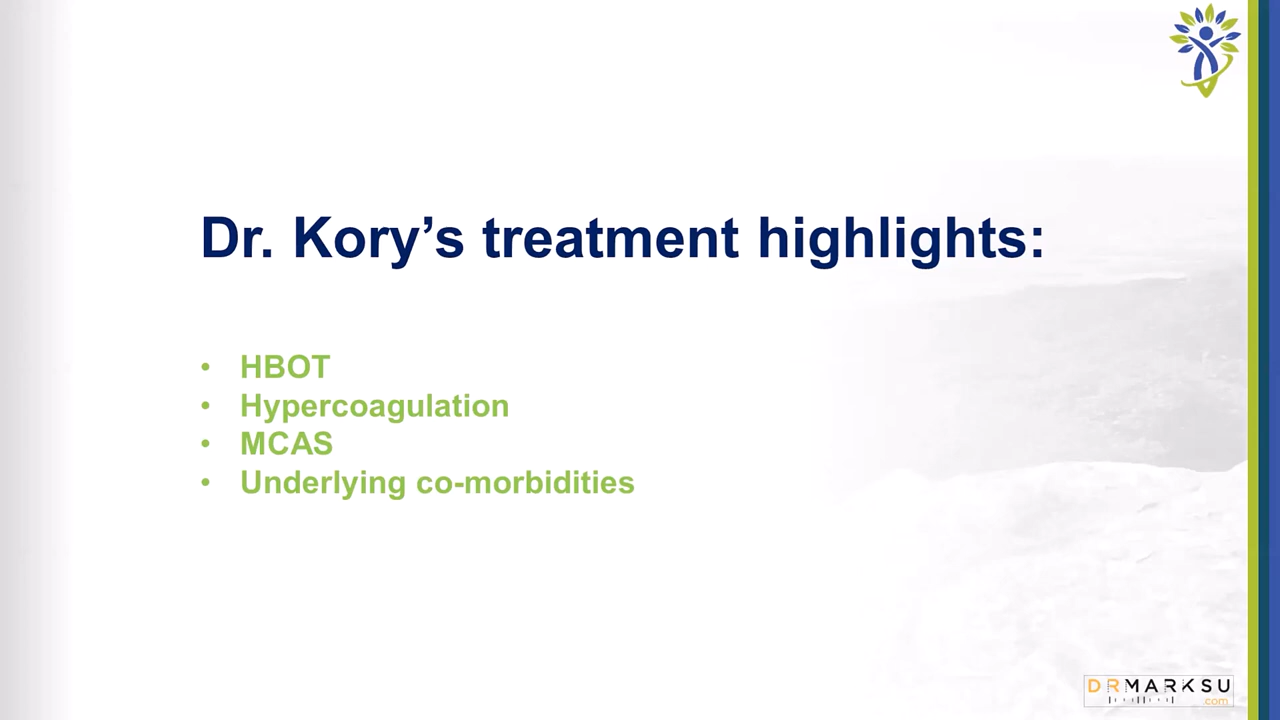 Dr. Kory’s treatment highlights:
• HBOT
• Hypercoagulation
• MCAS
• Underlying co-morbidities
DRMARKSU
.com